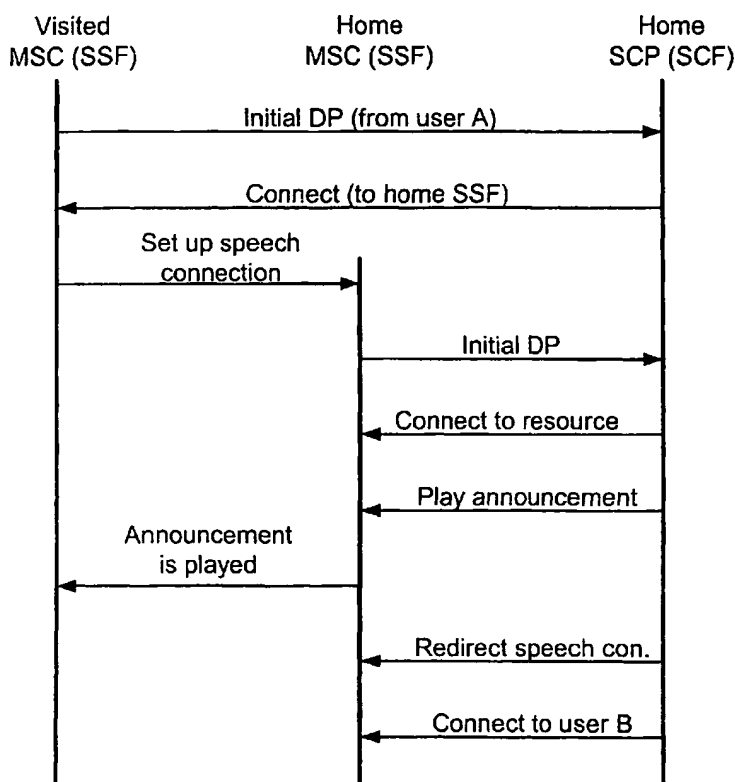 Visited
MSC (SSF)
Home
MSC (SSF)
Home
SCP (SCF)
Initial DP (from user A)
Connect (to home SSF)
Set up speech
connection
Initial DP
Connect to resource
Play announcement
Announcement
is played
Redirect speech con.
Connect to user B